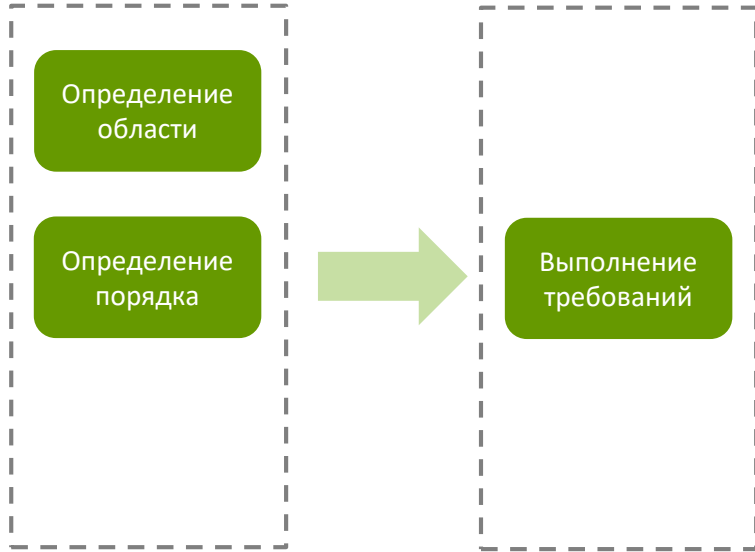 Определение
области
Определение
порядка
Выполнение
требований